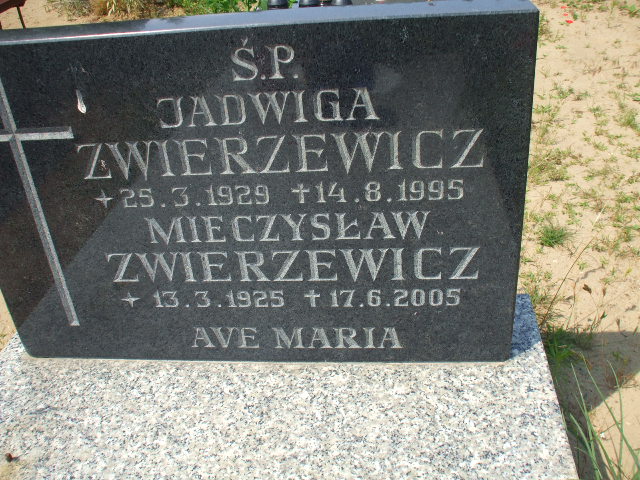 Ś.P.
JADWIGA
ZWIERZEWICZ
+25.3.1929 +14.8.1995
MIECZYSŁAW
ZWIERZEWICZ
+ 13.3.1925 + 17.6.2005
AVE MARIA